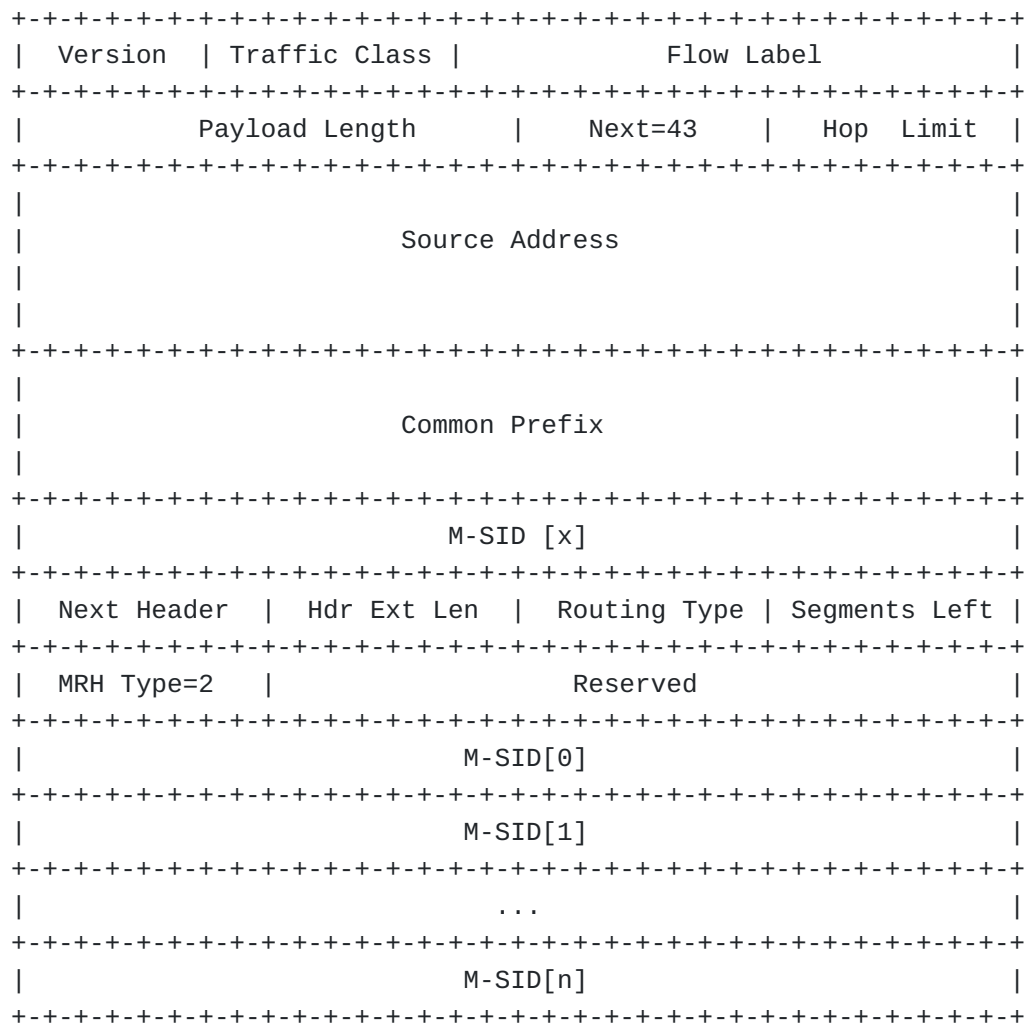 +-+-+-+-+-+-+-+-+-+-+-+-+-+-+-+-+-+-+-+-+-+-+-+-+-+-+-+-+-+-+-+-+
|  Version  | Traffic Class |             Flow Label            |
+-+-+-+-+-+-+-+-+-+-+-+-+-+-+-+-+-+-+-+-+-+-+-+-+-+-+-+-+-+-+-+-+
|           Payload Length      |    Next=43    |   Hop  Limit  |
+-+-+-+-+-+-+-+-+-+-+-+-+-+-+-+-+-+-+-+-+-+-+-+-+-+-+-+-+-+-+-+-+
|                                                               |
|                        Source Address                         |
|                                                               |
|                                                               |
+-+-+-+-+-+-+-+-+-+-+-+-+-+-+-+-+-+-+-+-+-+-+-+-+-+-+-+-+-+-+-+-+
|                                                               |
|                        Common Prefix                          |
|                                                               |
+-+-+-+-+-+-+-+-+-+-+-+-+-+-+-+-+-+-+-+-+-+-+-+-+-+-+-+-+-+-+-+-+
|                           M-SID [x]                           |
+-+-+-+-+-+-+-+-+-+-+-+-+-+-+-+-+-+-+-+-+-+-+-+-+-+-+-+-+-+-+-+-+
|  Next Header  |  Hdr Ext Len  |  Routing Type | Segments Left |
+-+-+-+-+-+-+-+-+-+-+-+-+-+-+-+-+-+-+-+-+-+-+-+-+-+-+-+-+-+-+-+-+
|  MRH Type=2   |                   Reserved                    |
+-+-+-+-+-+-+-+-+-+-+-+-+-+-+-+-+-+-+-+-+-+-+-+-+-+-+-+-+-+-+-+-+
|                            M-SID[0]                           |
+-+-+-+-+-+-+-+-+-+-+-+-+-+-+-+-+-+-+-+-+-+-+-+-+-+-+-+-+-+-+-+-+
|                            M-SID[1]                           |
+-+-+-+-+-+-+-+-+-+-+-+-+-+-+-+-+-+-+-+-+-+-+-+-+-+-+-+-+-+-+-+-+
|                              ...                              |
+-+-+-+-+-+-+-+-+-+-+-+-+-+-+-+-+-+-+-+-+-+-+-+-+-+-+-+-+-+-+-+-+
|                            M-SID[n]                           |
+-+-+-+-+-+-+-+-+-+-+-+-+-+-+-+-+-+-+-+-+-+-+-+-+-+-+-+-+-+-+-+-+